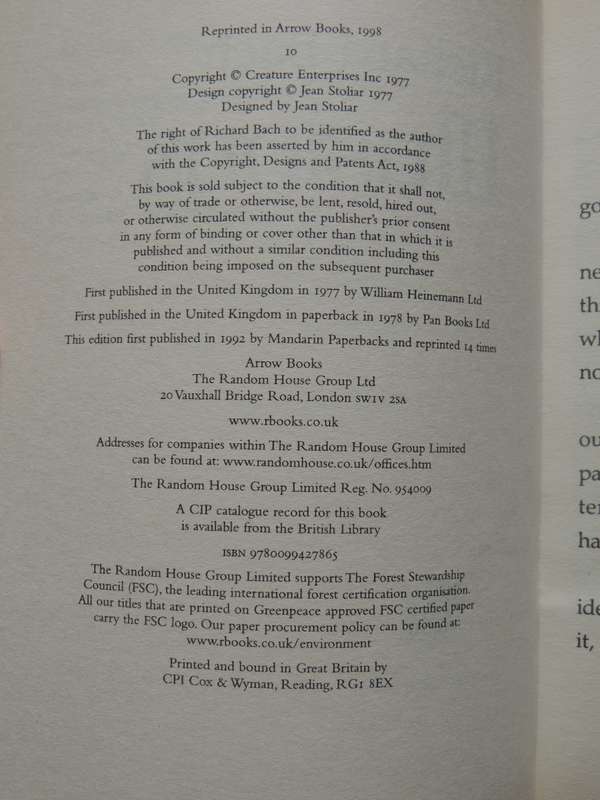 Reprinted in Arrow Books, 1998
10
Copyright © Creature Enterprises Inc 1977
Design copyright © Jean Stoliar 1977
Designed by Jean Stoliar
The right of Richard Bach to be identified as the author
of this work has been asserted by him in accordance
with the Copyright, Designs and Patents Act, 1988
This book is sold subject to the condition that it shall not,
by way of trade or otherwise, be lent, resold, hired out,
or otherwise circulated without the publisher's prior consent
in any form of binding or cover other than that in which it is
published and without a similar condition including this
condition being imposed on the subsequent purchaser
First published in the United Kingdom in 1977 by William Heinemann Ltd
First published in the United Kingdom in paperback in 1978 by Pan Books Ltd
This edition first published in 1992 by Mandarin Paperbacks and reprinted 14 times
Arrow Books
The Random House Group Ltd
20 Vauxhall Bridge Road, London SW1V 2SA
www.rbooks.co.uk
Addresses for companies within The Random House Group Limited
can be found at: www.randomhouse.co.uk/offices.htm
The Random House Group Limited Reg. No. 954009
A CIP catalogue record for this book
is available from the British Library
ISBN 9780099427865
The Random House Group Limited supports The Forest Stewardship
Council (FSC), the leading international forest certification organisation.
All our titles that are printed on Greenpeace approved FSC certified paper
carry the FSC logo. Our paper procurement policy can be found at:
www.rbooks.co.uk/environment
Printed and bound in Great Britain by
CPI Cox & Wyman, Reading, RG1 8EX
go
ne
th
wh
no
ou
pa
ter
ha
ide
it,